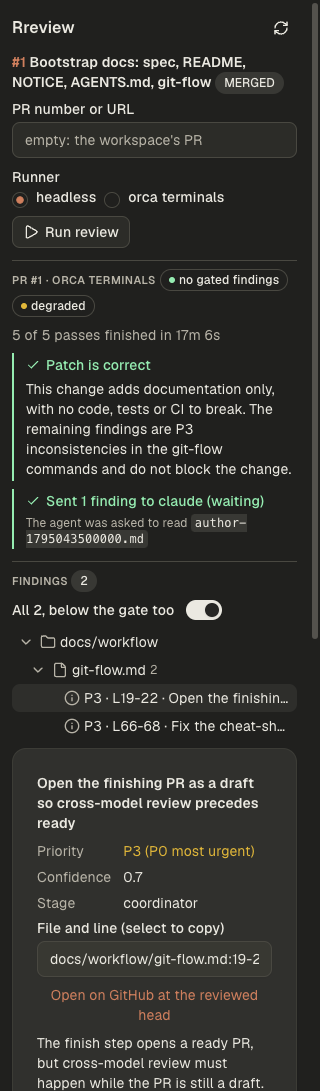 Rreview
#1 Bootstrap docs: spec, README,
NOTICE, AGENTS.md, git-flow MERGED
PR number or URL
empty: the workspace's PR
Runner
headless orca terminals
Run review
PR #1 · ORCA TERMINALS no gated findings
degraded
5 of 5 passes finished in 17m 6s
Patch is correct
This change adds documentation only,
with no code, tests or CI to break. The
remaining findings are P3
inconsistencies in the git-flow
commands and do not block the change.
Sent 1 finding to claude (waiting)
The agent was asked to read author-
1795043500000.md
FINDINGS 2
All 2, below the gate too
docs/workflow
git-flow.md 2
P3 · L19-22 · Open the finishin...
P3 · L66-68 · Fix the cheat-sh...
Open the finishing PR as a draft
so cross-model review precedes
ready
Priority P3 (P0 most urgent)
Confidence 0.7
Stage coordinator
File and line (select to copy)
docs/workflow/git-flow.md:19-2
Open on GitHub at the reviewed
head
The finish step opens a ready PR,
but cross-model review must
happen while the PR is still a draft.